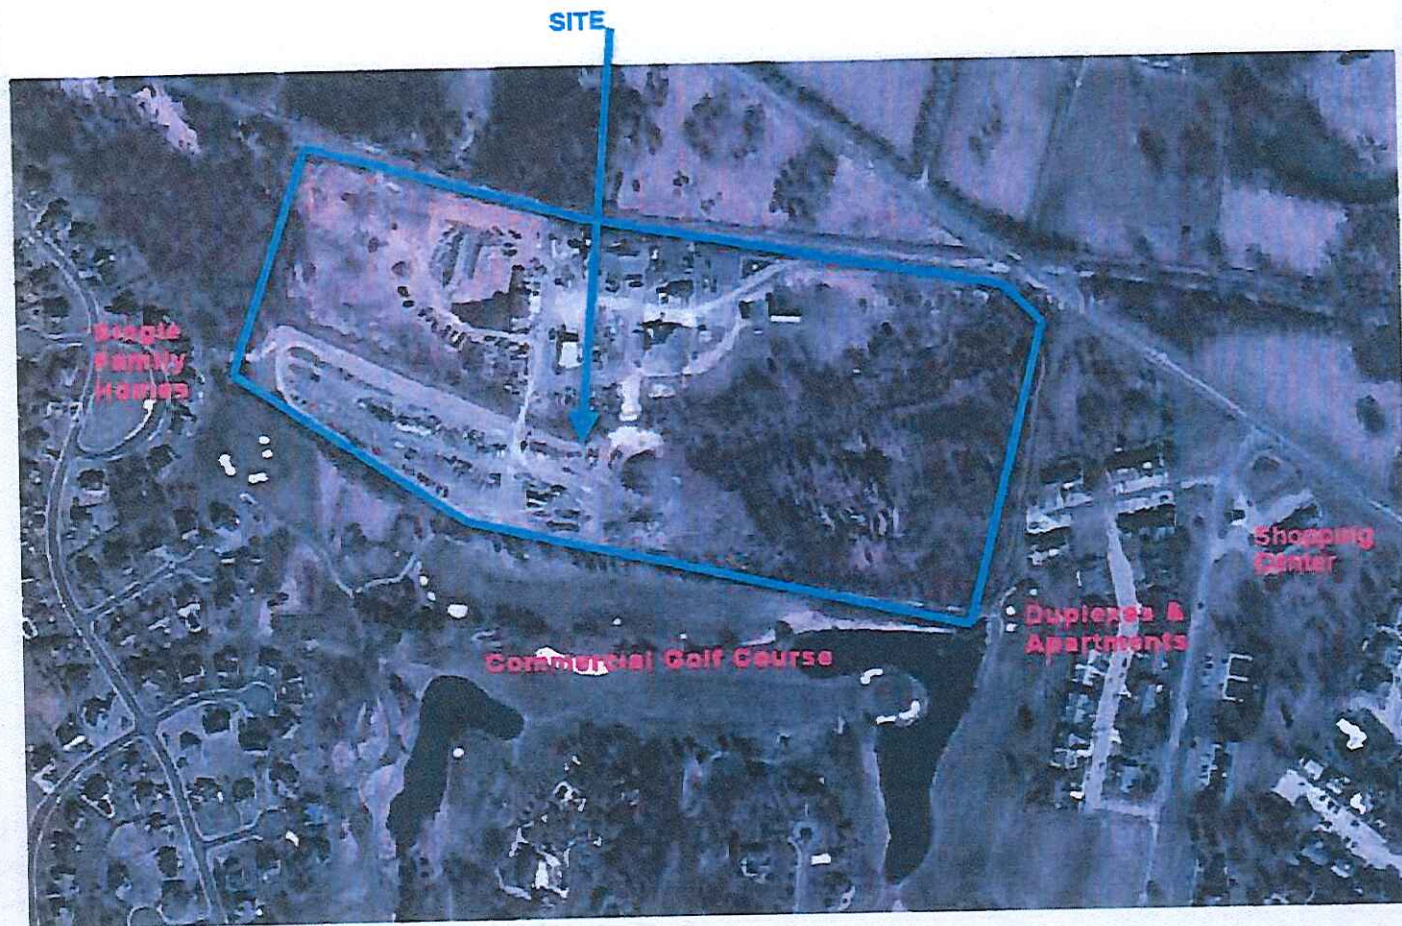 SITE
Single
Family
Homes
Shopping
Center
Duplexes &
Apartments
Commercial Golf Course